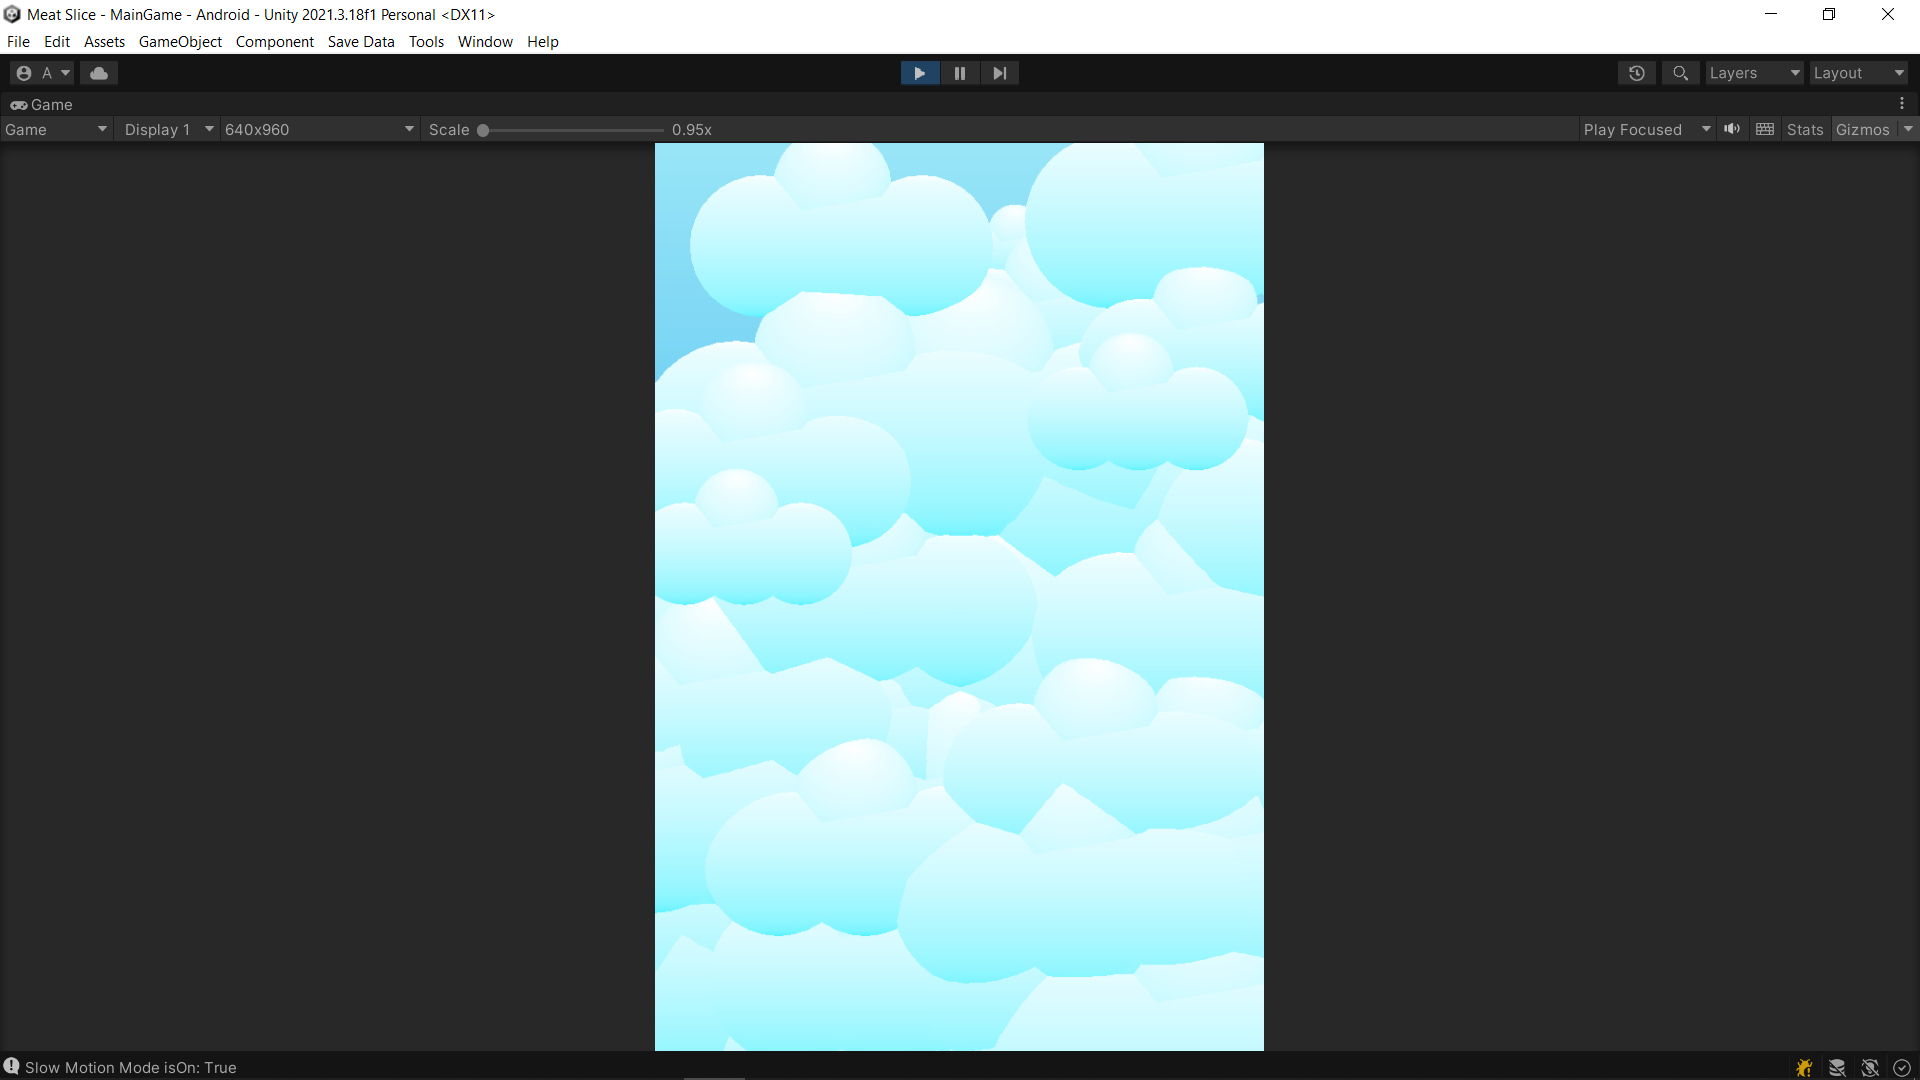 Meat Slice - MainGame - Android - Unity 2021.3.18f1 Personal <DX11>
File Edit Assets GameObject Component Save Data Tools Window Help
A Layers Layout
Game
Game Display 1 640x960 Scale 0.95x Play Focused Stats Gizmos
Slow Motion Mode isOn: True